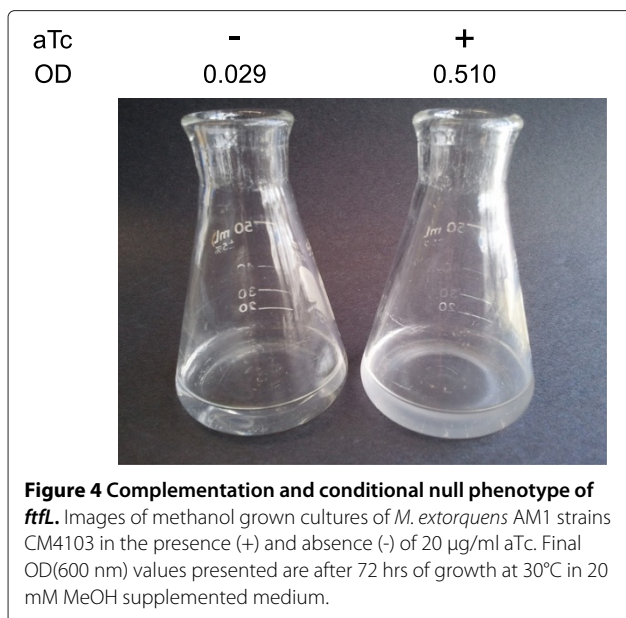 aTc - +
OD 0.029 0.510
50 mL
±5%
30
20
50 mL
30
20
Figure 4 Complementation and conditional null phenotype of
ftfL. Images of methanol grown cultures of M. extorquens AM1 strains
CM4103 in the presence (+) and absence (-) of 20 µg/ml aTc. Final
OD(600 nm) values presented are after 72 hrs of growth at 30°C in 20
mM MeOH supplemented medium.